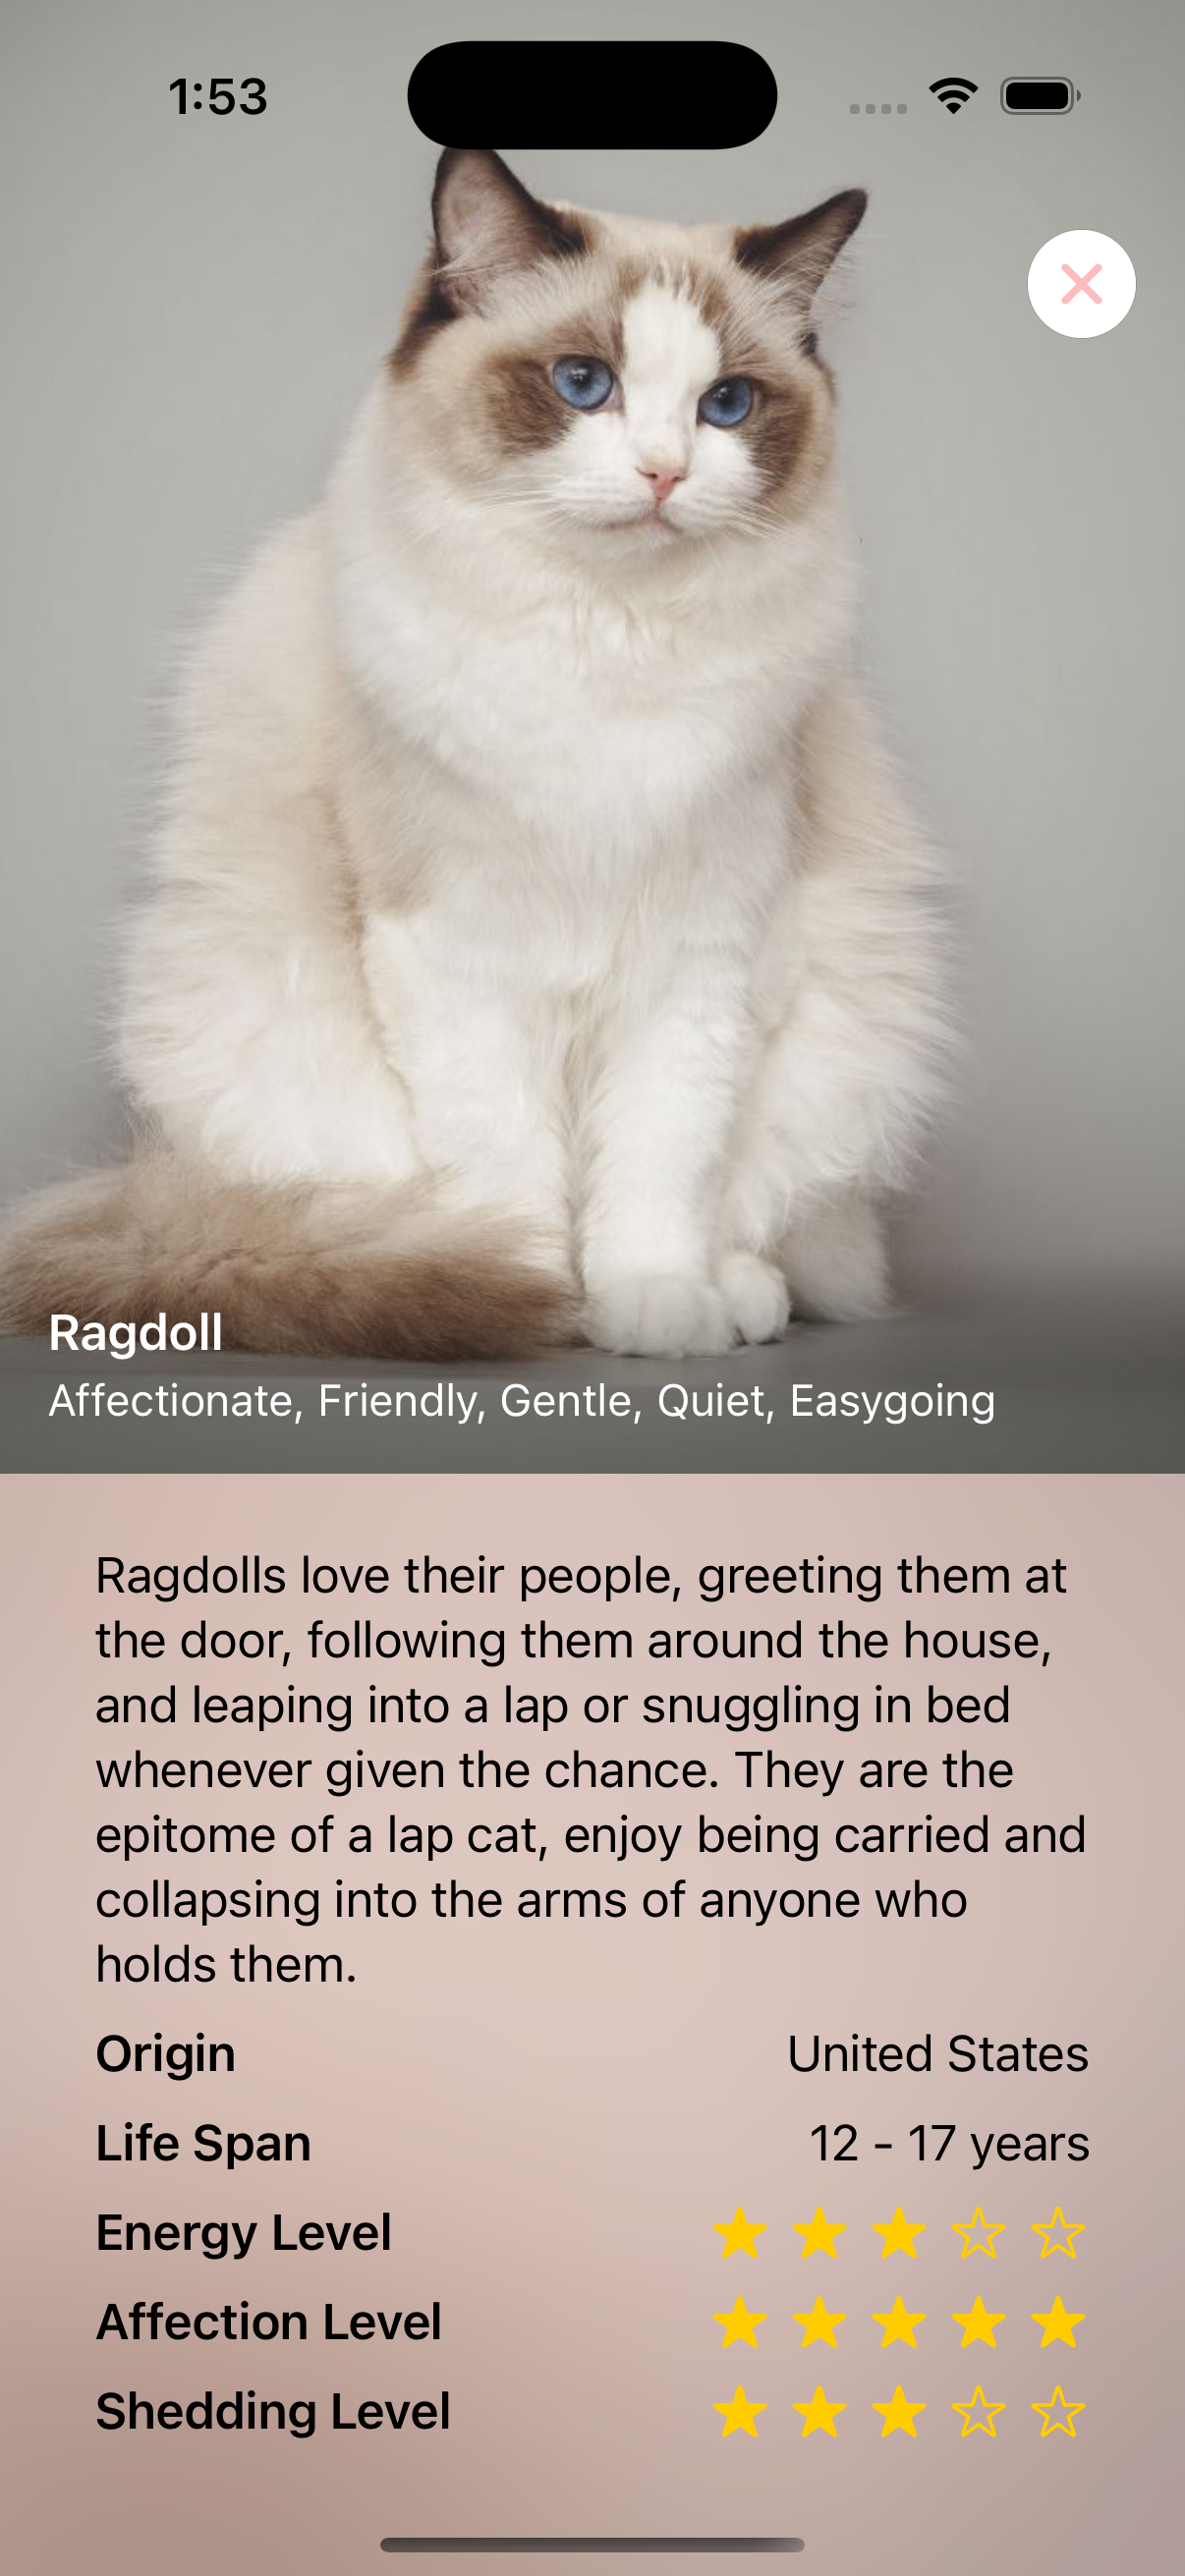 1:53
Ragdoll
Affectionate, Friendly, Gentle, Quiet, Easygoing
Ragdolls love their people, greeting them at
the door, following them around the house,
and leaping into a lap or snuggling in bed
whenever given the chance. They are the
epitome of a lap cat, enjoy being carried and
collapsing into the arms of anyone who
holds them.
Origin United States
Life Span 12 - 17 years
Energy Level
Affection Level
Shedding Level